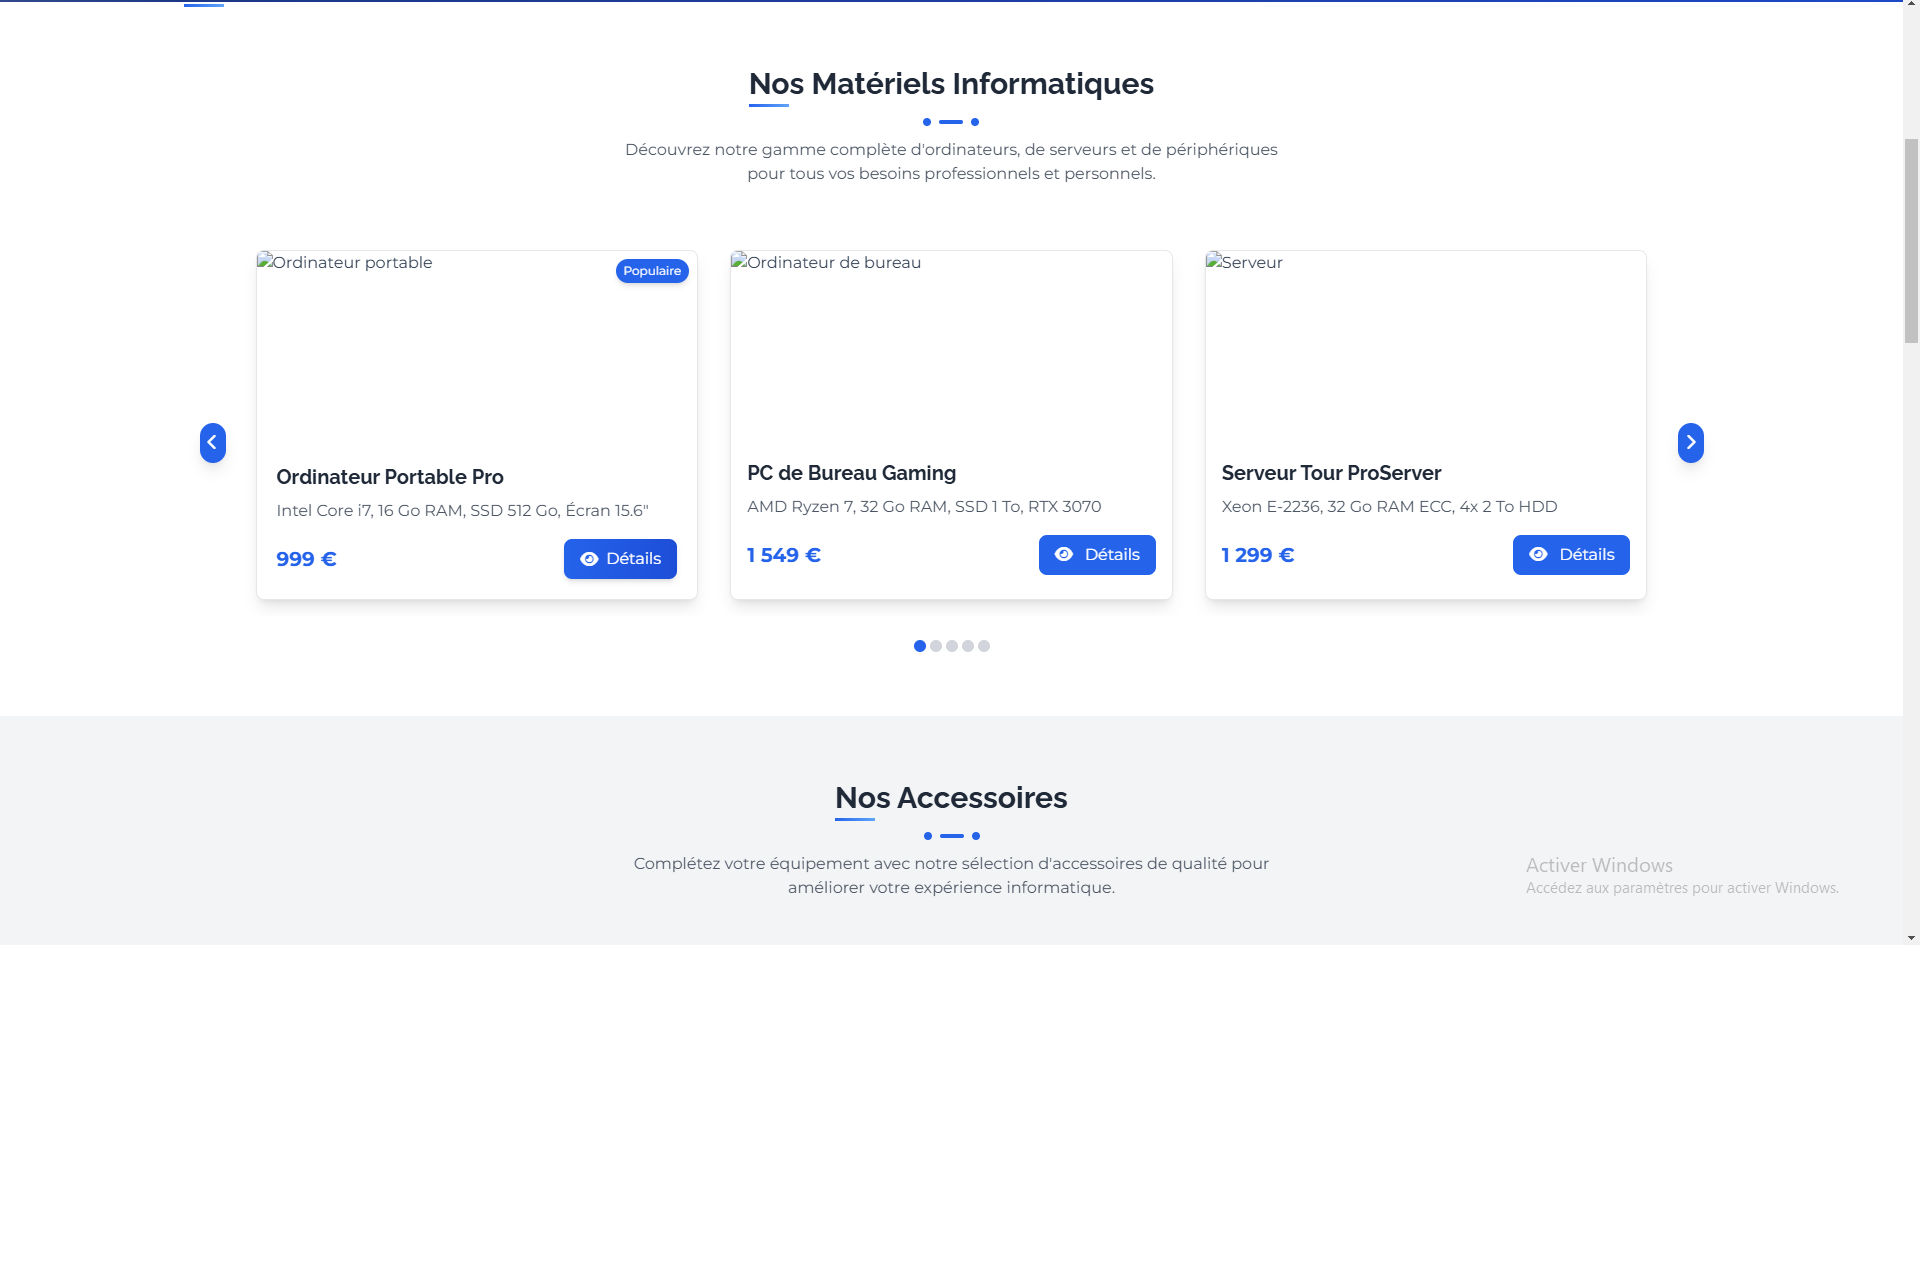 Nos Matériels Informatiques
Découvrez notre gamme complète d'ordinateurs, de serveurs et de périphériques
pour tous vos besoins professionnels et personnels.
Ordinateur portable
Populaire
Ordinateur Portable Pro
Intel Core i7, 16 Go RAM, SSD 512 Go, Écran 15.6"
999 €
Détails
Ordinateur de bureau
PC de Bureau Gaming
AMD Ryzen 7, 32 Go RAM, SSD 1 To, RTX 3070
1 549 €
Détails
Serveur
Serveur Tour ProServer
Xeon E-2236, 32 Go RAM ECC, 4x 2 To HDD
1 299 €
Détails
Nos Accessoires
Complétez votre équipement avec notre sélection d'accessoires de qualité pour
améliorer votre expérience informatique.
Activer Windows
Accédez aux paramètres pour activer Windows.